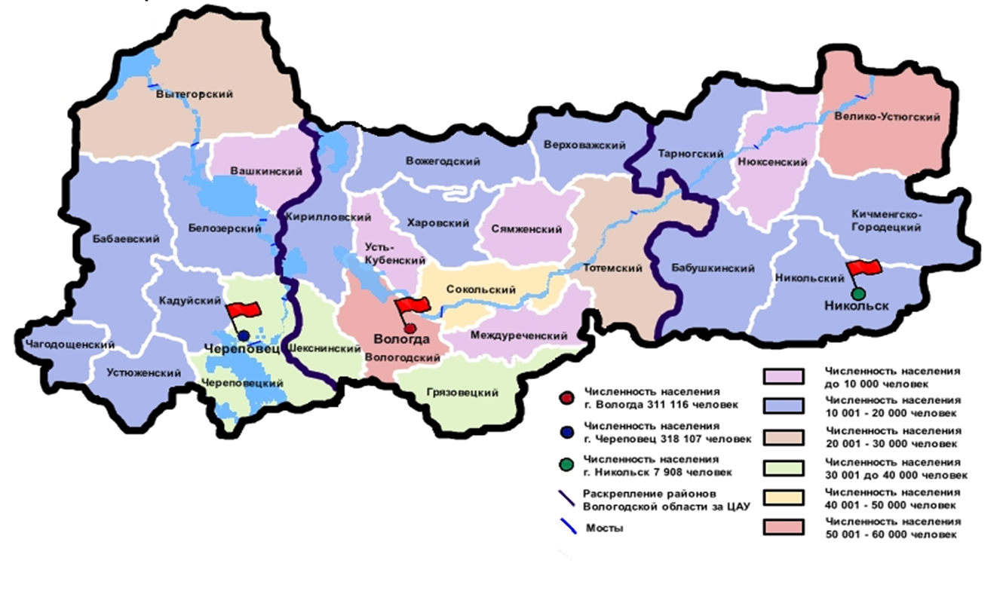 Вытегорский
Велико-Устюгский
Верховажский
Тарногский
Вожегодский
Нюксенский
Вашкинский
Кирилловский
Харовский
Сямженский
Кичменгско-
Городецкий
Белозерский
Бабаевский
Усть-
Кубенский
Тотемский
Бабушкинский
Никольский
Сокольский
Кадуйский
Никольск
Вологда
Междуреченский
Чагодощенский
Череповец
Шекснинский
Вологодский
Устюженский
Череповецкий
Грязовецкий
Численность населения
г. Вологда 311 116 человек
Численность населения
г. Череповец 318 107 человек
Численность населения
г. Никольск 7 908 человек
Раскрепление районов
Вологодской области за ЦАУ
Мосты
Численность населения
до 10 000 человек
Численность населения
10 001 - 20 000 человек
Численность населения
20 001 - 30 000 человек
Численность населения
30 001 до 40 000 человек
Численность населения
40 001 - 50 000 человек
Численность населения
50 001 - 60 000 человек